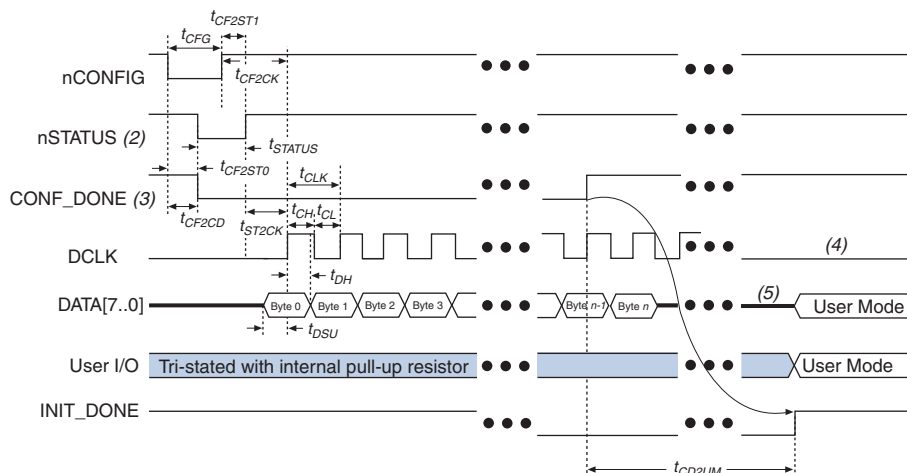 tCF2ST1
tCFG
nCONFIG
tCF2CK
nSTATUS (2)
tSTATUS
tCF2ST0
tCLK
CONF_DONE (3)
tCF2CD
tST2CK
tCH tCL
DCLK
(4)
tDH
DATA[7..0]
Byte 0 Byte 1 Byte 2 Byte 3 Byte n-1 Byte n
(5)
User Mode
tDSU
User I/O
Tri-stated with internal pull-up resistor
User Mode
INIT_DONE
tCD2UM